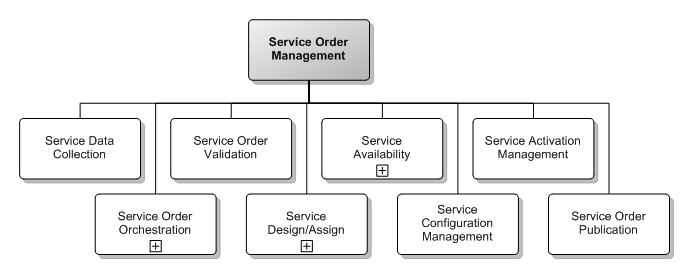 Service Order
Management
Service Data
Collection
Service Order
Validation
Service
Availability
Service Activation
Management
Service Order
Orchestration
Service
Design/Assign
Service
Configuration
Management
Service Order
Publication